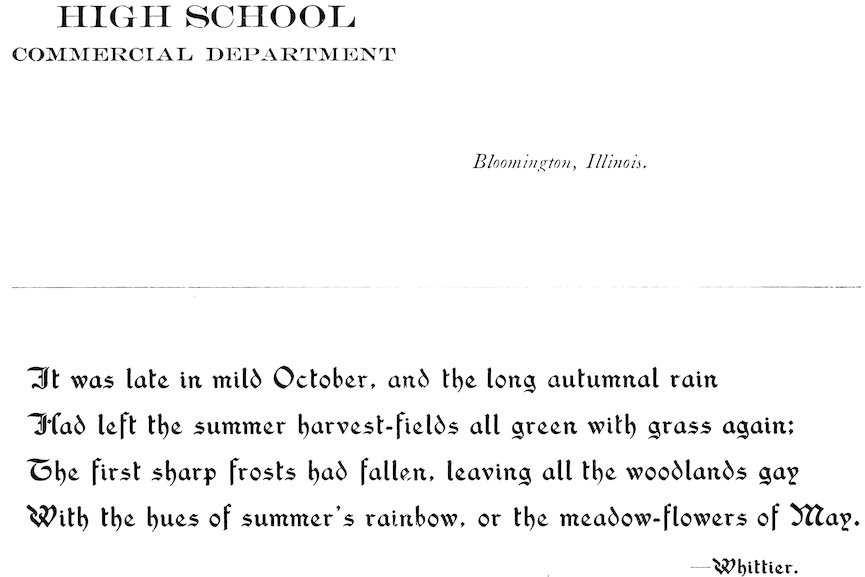 HIGH SCHOOL
COMMERCIAL DEPARTMENT
Bloomington, Illinois.
It was late in mild October, and the long autumnal rain
Had left the summer harvest-fields all green with grass again;
The first sharp frosts had fallen, leaving all the woodlands gay
With the hues of summer's rainbow, or the meadow-flowers of May.
—Whittier.